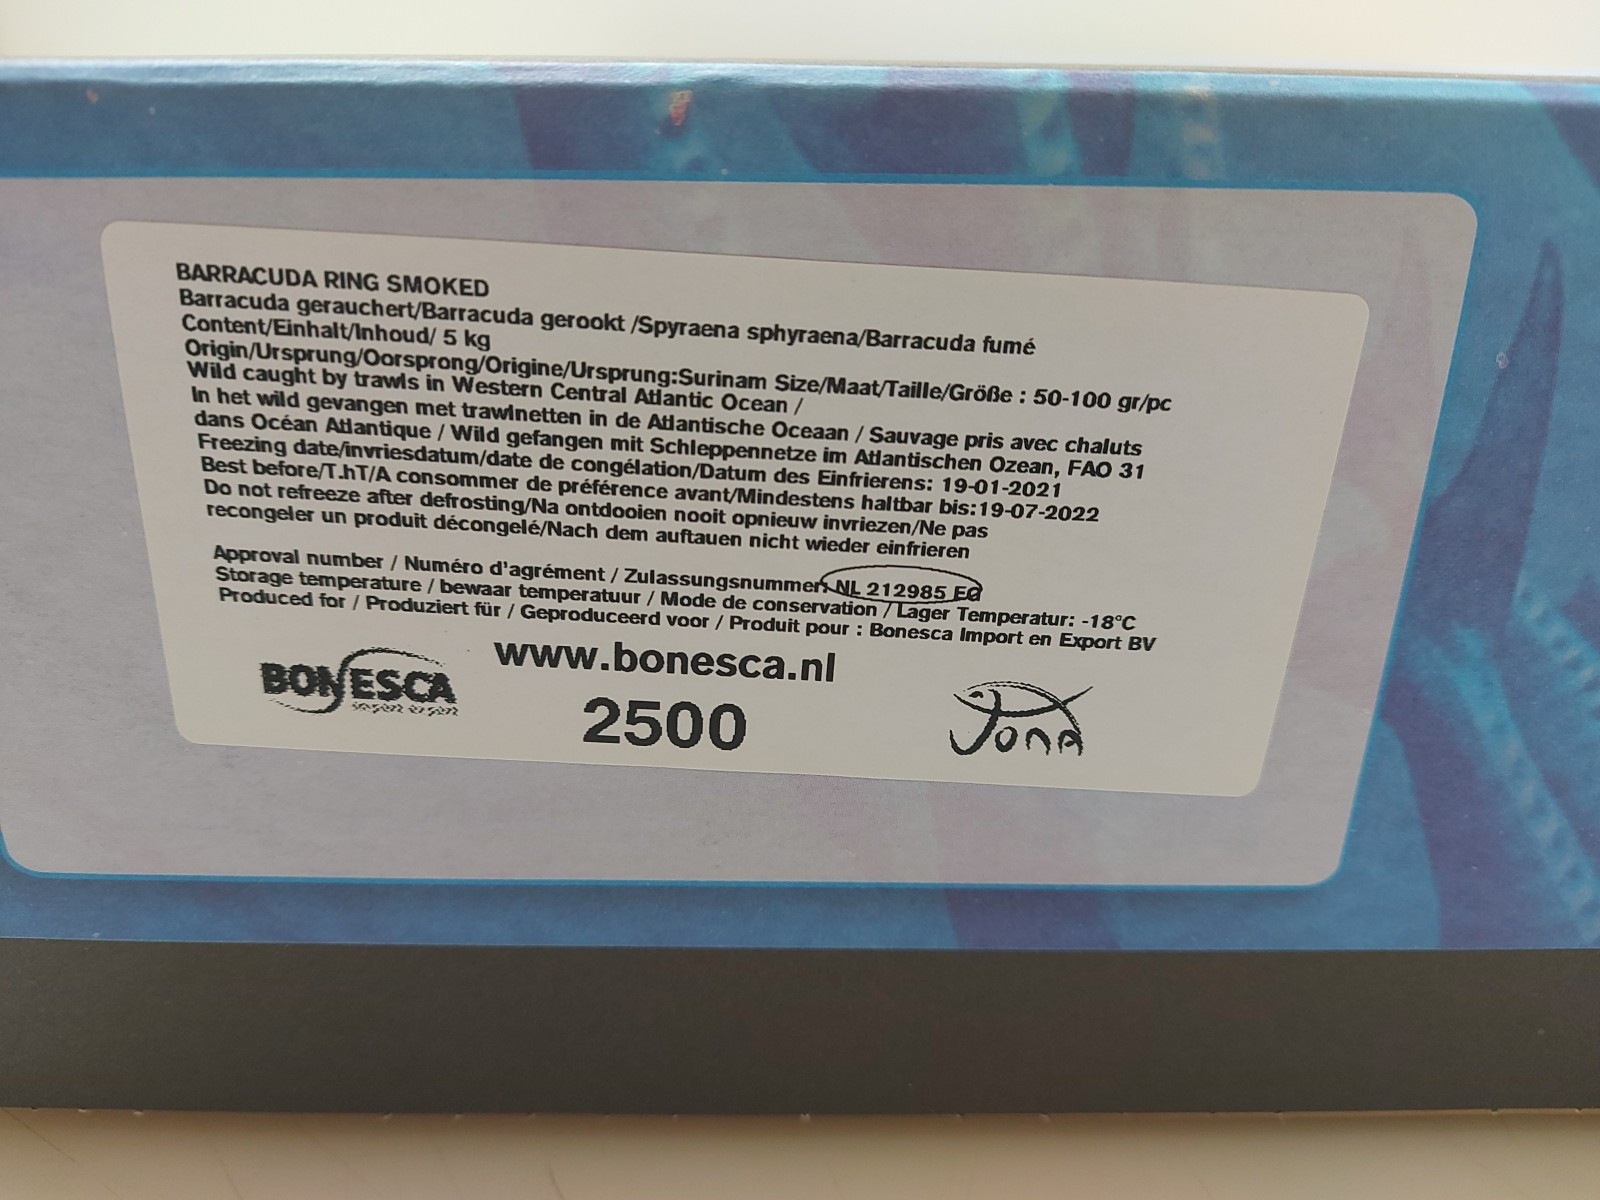 BARRACUDA RING SMOKED
Barracuda gerauchert/Barracuda gerookt /Spyraena sphyraena/Barracuda fumé
Content/Einhalt/Inhoud/ 5 kg
Origin/Ursprung/Oorsprong/Origine/Ursprung:Surinam Size/Maat/Taille/Größe : 50-100 gr/pc
Wild caught by trawls in Western Central Atlantic Ocean /
In het wild gevangen met trawlnetten in de Atlantische Oceaan / Sauvage pris avec chaluts
dans Océan Atlantique / Wild gefangen mit Schleppennetze im Atlantischen Ozean, FAO 31
Freezing date/invriesdatum/date de congélation/Datum des Einfrierens: 19-01-2021
Best before/T.hT/A consommer de préférence avant/Mindestens haltbar bis:19-07-2022
Do not refreeze after defrosting/Na ontdooien nooit opnieuw invriezen/Ne pas
recongeler un produit décongelé/Nach dem auftauen nicht wieder einfrieren
Approval number / Numéro d'agrément / Zulassungsnummer: NL 212985 EG
Storage temperature / bewaar temperatuur / Mode de conservation / Lager Temperatur: -18°C
Produced for / Produziert für / Geproduceerd voor / Produit pour : Bonesca Import en Export BV
www.bonesca.nl
BONESCA
2500
Jona